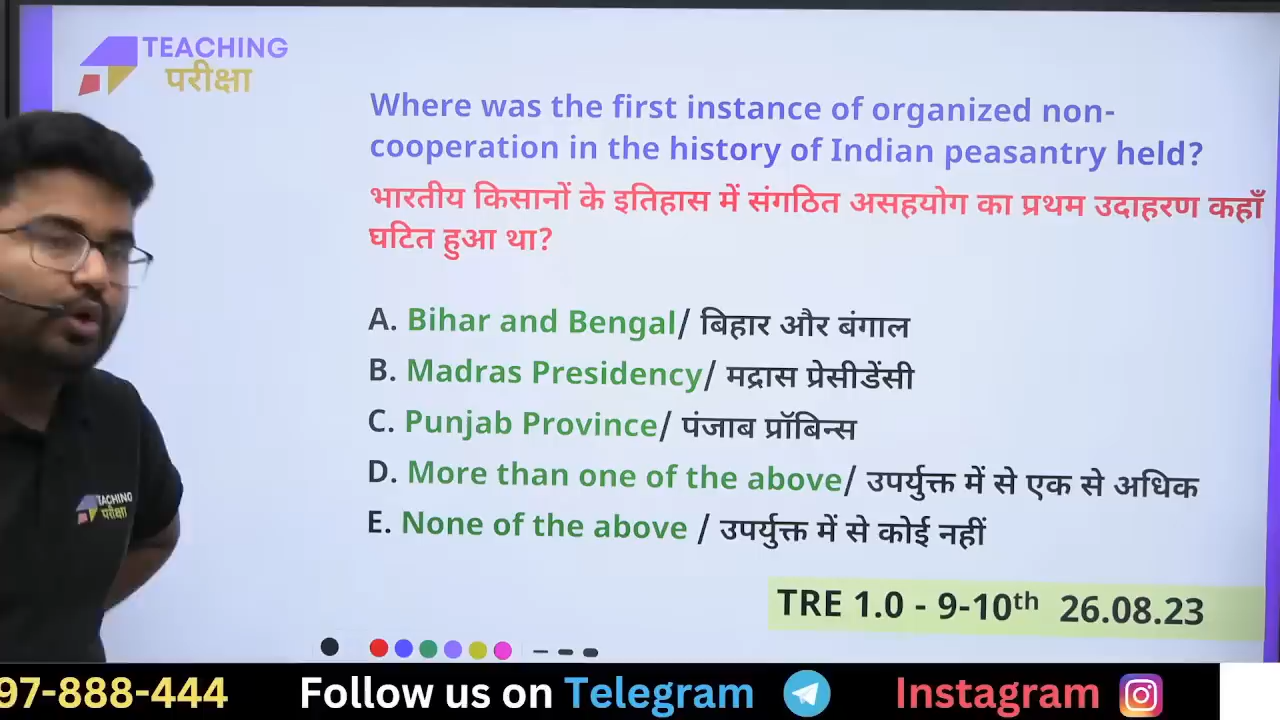 TEACHING
परीक्षा
Where was the first instance of organized non-
cooperation in the history of Indian peasantry held?
भारतीय किसानों के इतिहास में संगठित असहयोग का प्रथम उदाहरण कहाँ
घटित हुआ था?
A. Bihar and Bengal/ बिहार और बंगाल
B. Madras Presidency/ मद्रास प्रेसीडेंसी
C. Punjab Province/ पंजाब प्रॉबिन्स
D. More than one of the above/ उपर्युक्त में से एक से अधिक
E. None of the above / उपर्युक्त में से कोई नहीं
TRE 1.0 - 9-10th 26.08.23
TEACHING
परीक्षा
97-888-444 Follow us on Telegram Instagram